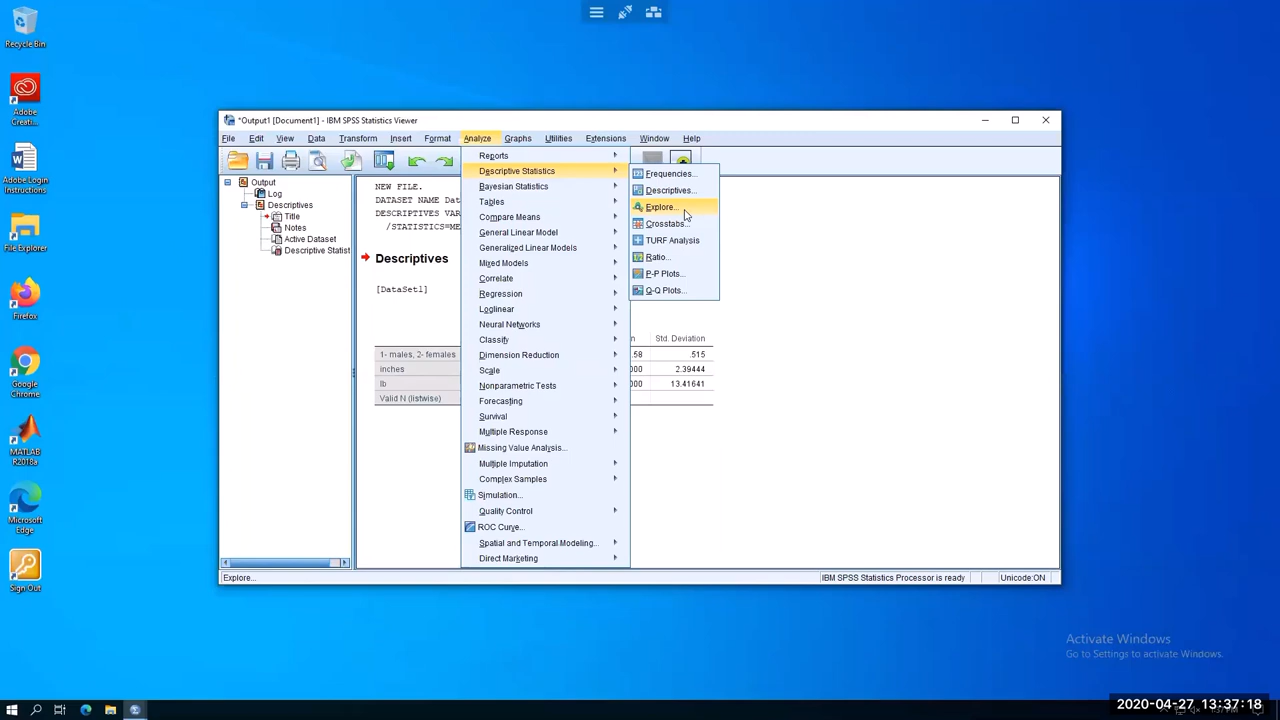 Recycle Bin
Adobe
Creati...
Adobe Login
Instructions...
File Explorer
Firefox
Google
Chrome
MATLAB
R2018a
Microsoft
Edge
Sign Out
*Output1 [Document1] - IBM SPSS Statistics Viewer
File Edit View Data Transform Insert Format Analyze Graphs Utilities Extensions Window Help
Output
Log
Descriptives
Title
Notes
Active Dataset
Descriptive Statist
NEW FILE.
DATASET NAME Dat
DESCRIPTIVES VAR
/STATISTICS=ME
Descriptives
[DataSet1]
n Std. Deviation
1- males, 2- females .58 .515
inches 000 2.39444
lb 000 13.41641
Valid N (listwise)
Reports
Descriptive Statistics
Bayesian Statistics
Tables
Compare Means
General Linear Model
Generalized Linear Models
Mixed Models
Correlate
Regression
Loglinear
Neural Networks
Classify
Dimension Reduction
Scale
Nonparametric Tests
Forecasting
Survival
Multiple Response
Missing Value Analysis...
Multiple Imputation
Complex Samples
Simulation...
Quality Control
ROC Curve...
Spatial and Temporal Modeling...
Direct Marketing
Frequencies...
Descriptives...
Explore...
Crosstabs...
TURF Analysis
Ratio...
P-P Plots...
Q-Q Plots...
Explore... IBM SPSS Statistics Processor is ready Unicode:ON
Activate Windows
Go to Settings to activate Windows.
2020-04-27 13:37:18